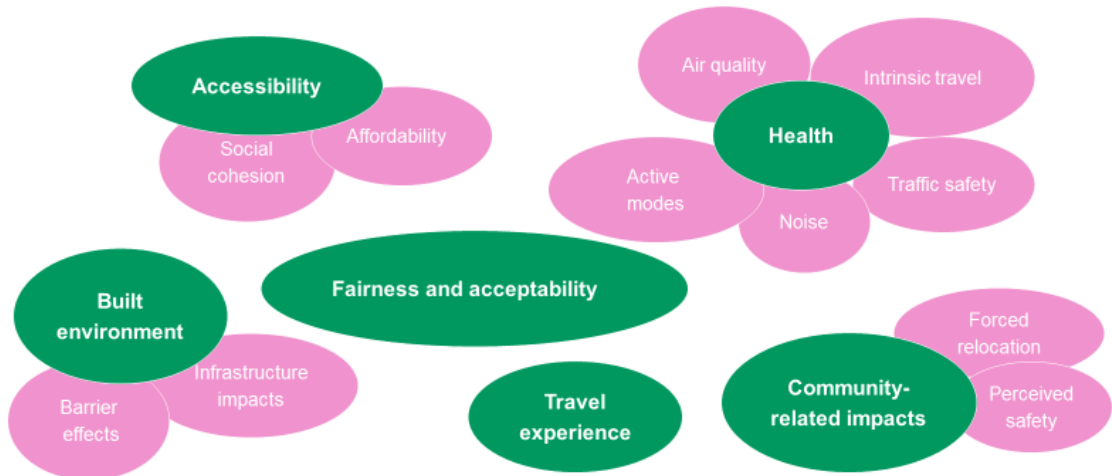 Accessibility
Social
cohesion
Affordability
Air quality
Intrinsic travel
Health
Active
modes
Noise
Traffic safety
Fairness and acceptability
Built
environment
Infrastructure
impacts
Barrier
effects
Travel
experience
Community-
related impacts
Forced
relocation
Perceived
safety